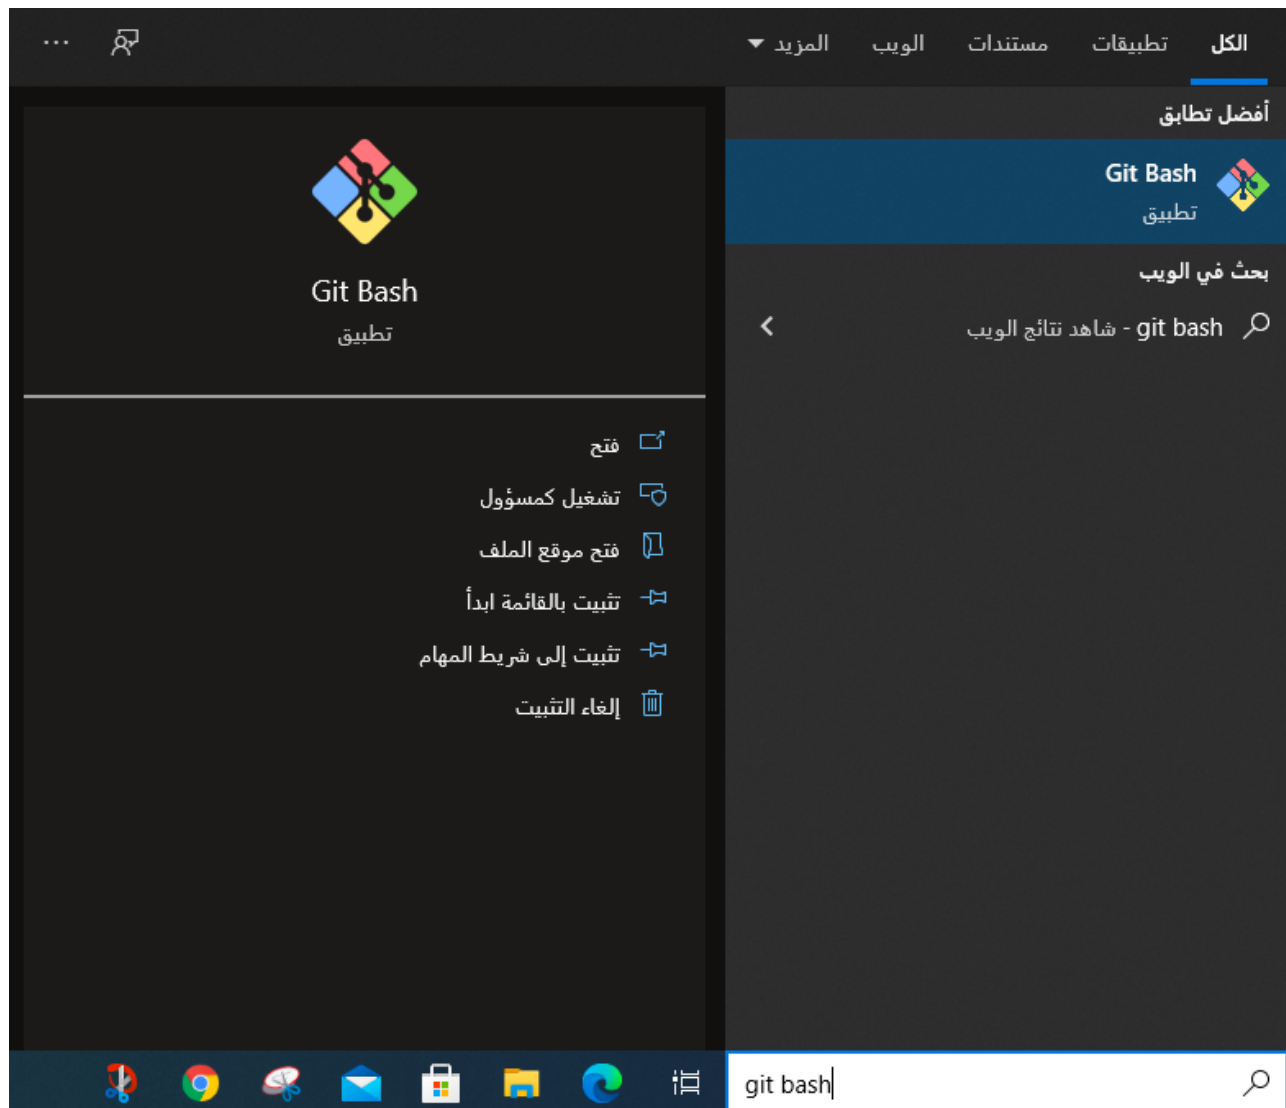 الكل تطبيقات مستندات الويب المزيد
أفضل تطابق
Git Bash
تطبيق
بحث في الويب
git bash - شاهد نتائج الويب
Git Bash
تطبيق
فتح
تشغيل كمسؤول
فتح موقع الملف
تثبيت بالقائمة ابدأ
تثبيت إلى شريط المهام
إلغاء التثبيت
git bash